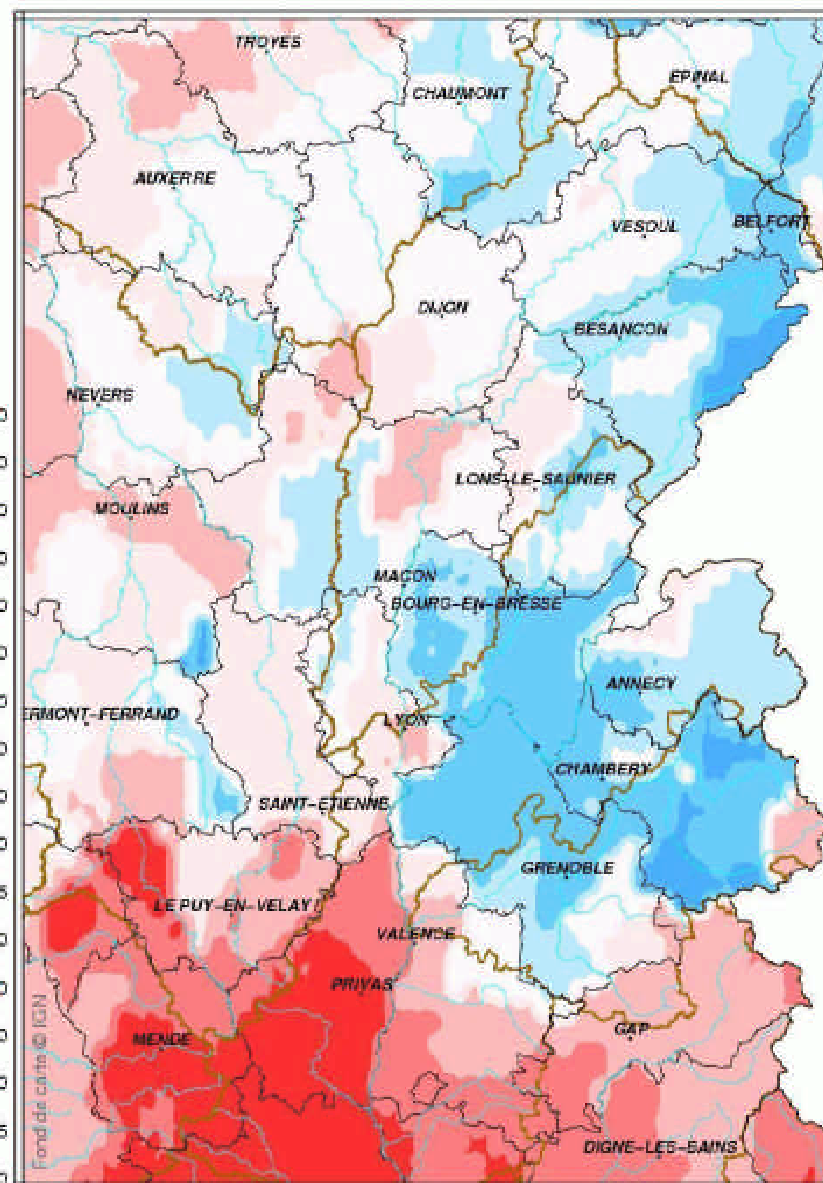 TROYES
EPINAL
CHAUMONT
AUXERRE
VESOUL
BELFORT
DIJON
BESANCON
NEVERS
LONS-LE-SAUNIER
MOULINS
MACON
BOURG-EN-BRESSE
ANNECY
ERMONT-FERRAND
LYON
CHAMBERY
SAINT-ETIENNE
GRENOBLE
LE PUY-EN-VELAY
VALENCE
PRIVAS
GAP
MENDE
DIGNE-LES-BAINS
Fond de carte © IGN